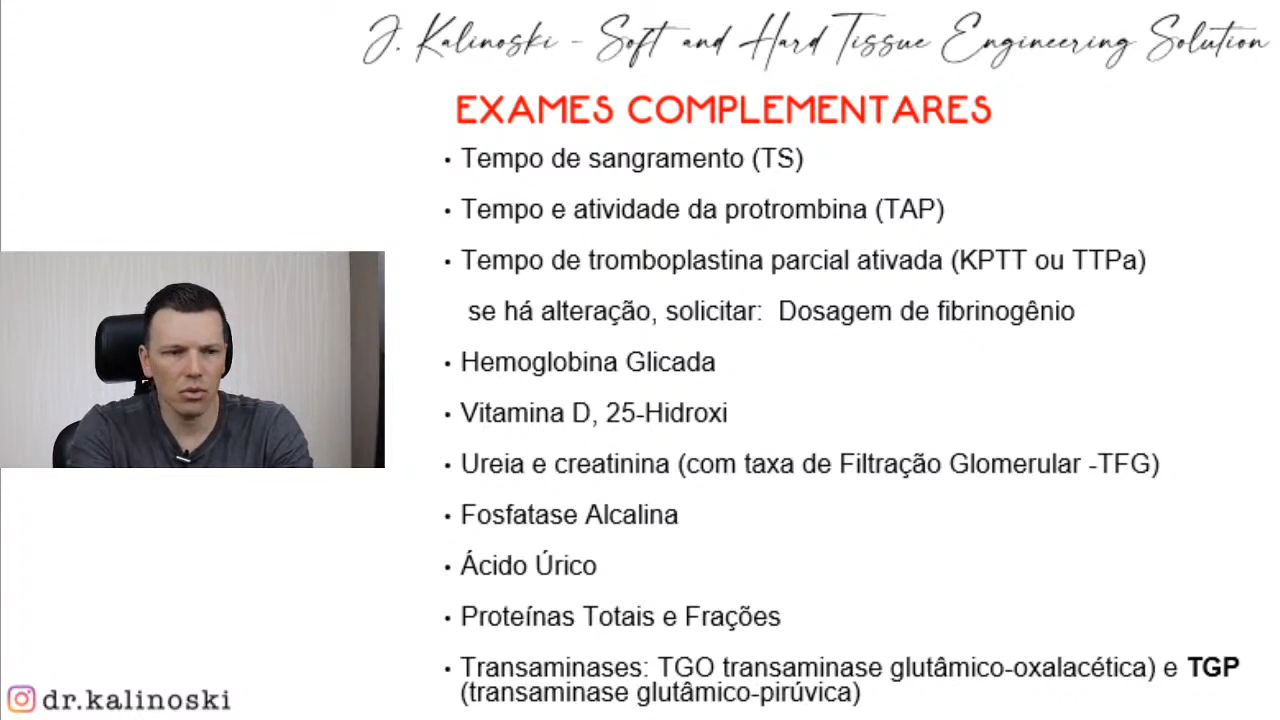 J. Kalinoski - Soft and Hard Tissue Engineering Solution
EXAMES COMPLEMENTARES
• Tempo de sangramento (TS)
• Tempo e atividade da protrombina (TAP)
• Tempo de tromboplastina parcial ativada (KPTT ou TTPa)
se há alteração, solicitar: Dosagem de fibrinogênio
• Hemoglobina Glicada
• Vitamina D, 25-Hidroxi
• Ureia e creatinina (com taxa de Filtração Glomerular -TFG)
• Fosfatase Alcalina
• Ácido Úrico
• Proteínas Totais e Frações
• Transaminases: TGO transaminase glutâmico-oxalacética) e TGP
(transaminase glutâmico-pirúvica)
dr.kalinoski